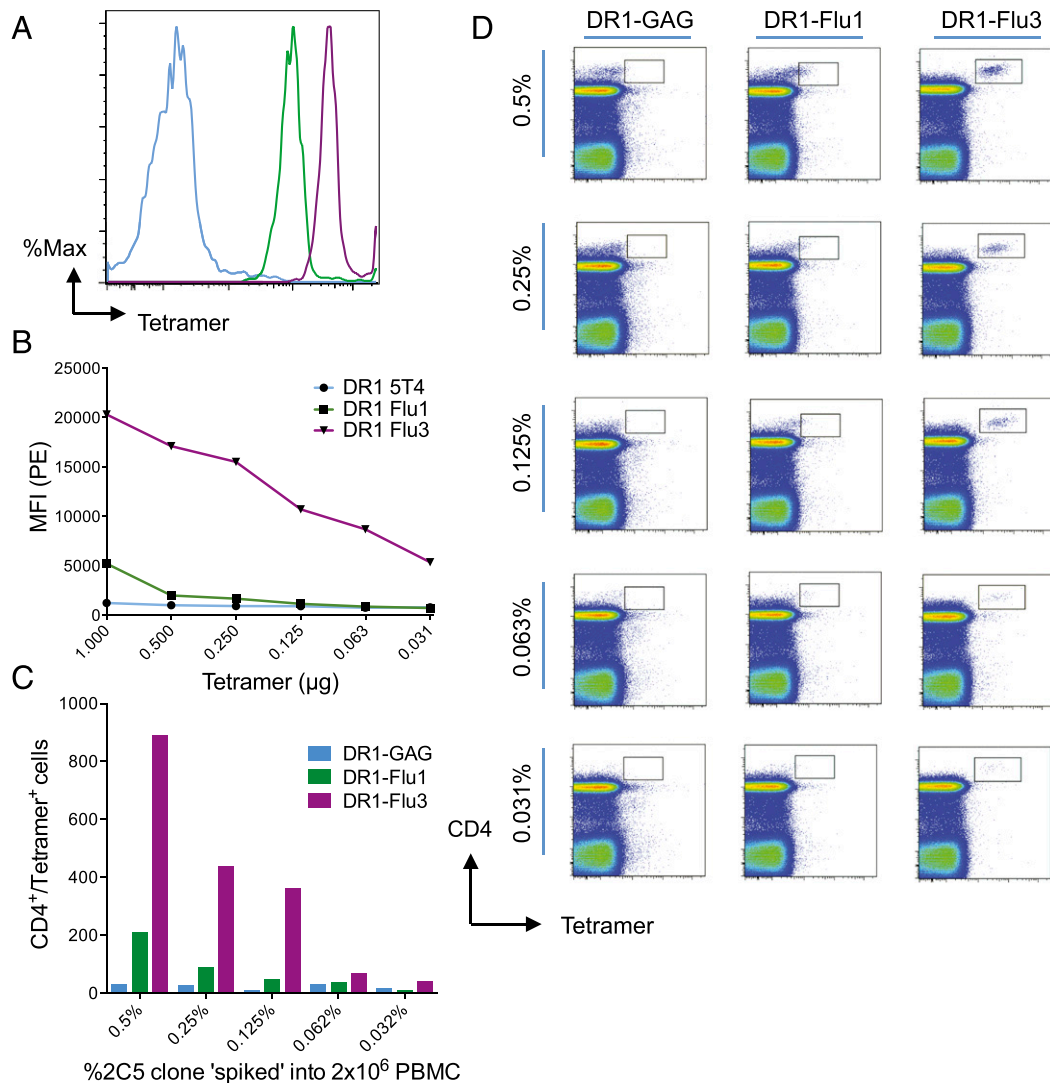 A
%Max
Tetramer
B
25000
20000
15000
10000
5000
0
MFI (PE)
DR1 5T4
DR1 Flu1
DR1 Flu3
1.000
0.500
0.250
0.125
0.063
0.031
Tetramer (µg)
C
1000
800
600
400
200
0
CD4⁺/Tetramer⁺ cells
DR1-GAG
DR1-Flu1
DR1-Flu3
0.5%
0.25%
0.125%
0.062%
0.032%
%2C5 clone 'spiked' into 2x10⁶ PBMC
D
DR1-GAG
DR1-Flu1
DR1-Flu3
0.5%
0.25%
0.125%
0.063%
0.031%
CD4
Tetramer